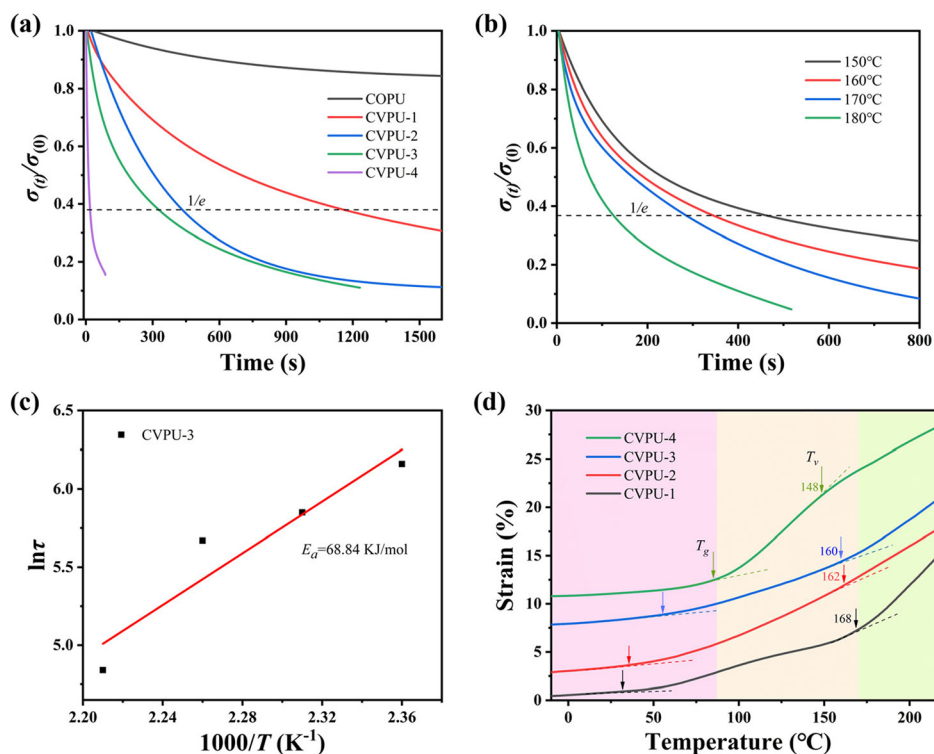 (a)
1.0
0.8
0.6
0.4
0.2
0.0
σ(t)/σ(0)
COPU
CVPU-1
CVPU-2
CVPU-3
CVPU-4
1/e
0 300 600 900 1200 1500
Time (s)
(b)
1.0
0.8
0.6
0.4
0.2
0.0
σ(t)/σ(0)
150℃
160℃
170℃
180℃
1/e
0 200 400 600 800
Time (s)
(c)
6.5
6.0
5.5
5.0
lnτ
CVPU-3
Ea=68.84 KJ/mol
2.20 2.24 2.28 2.32 2.36
1000/T (K-1)
(d)
30
25
20
15
10
5
0
Strain (%)
CVPU-4
CVPU-3
CVPU-2
CVPU-1
Tv
148
Tg
160
162
168
0 50 100 150 200
Temperature (℃)